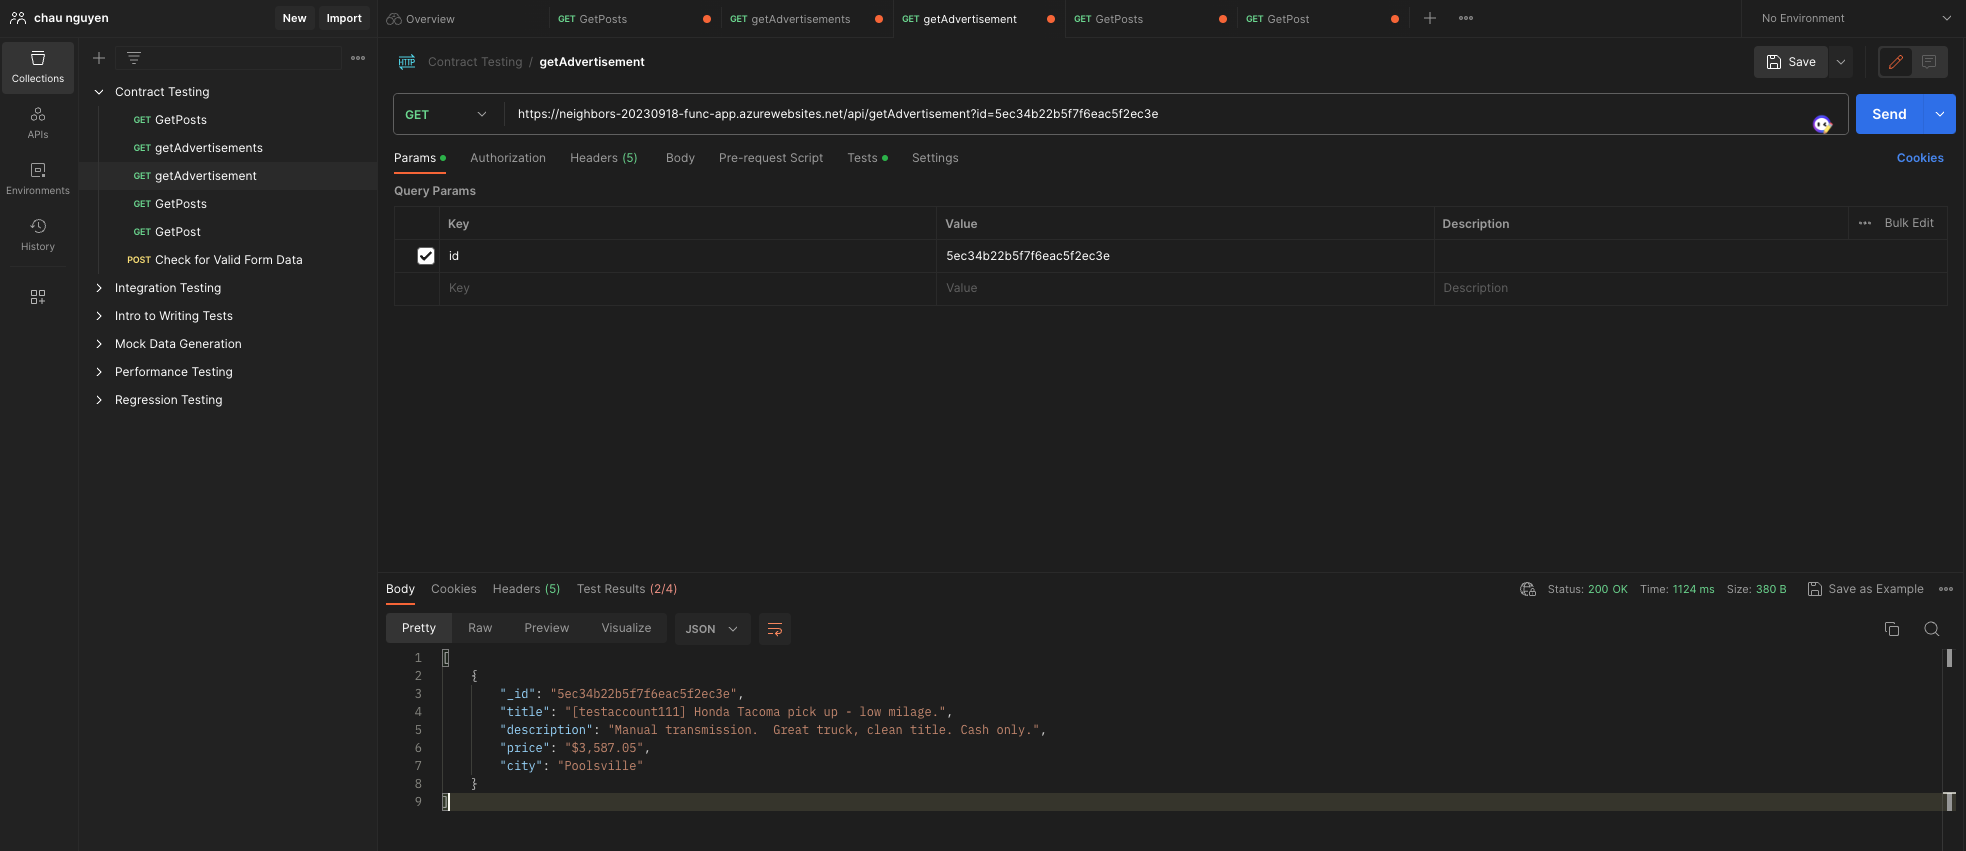 chau nguyen
New
Import
Overview
GET GetPosts
GET getAdvertisements
GET getAdvertisement
GET GetPosts
GET GetPost
No Environment
Collections
APIs
Environments
History
Contract Testing
GET GetPosts
GET getAdvertisements
GET getAdvertisement
GET GetPosts
GET GetPost
POST Check for Valid Form Data
Integration Testing
Intro to Writing Tests
Mock Data Generation
Performance Testing
Regression Testing
HTTP Contract Testing / getAdvertisement
Save
GET
https://neighbors-20230918-func-app.azurewebsites.net/api/getAdvertisement?id=5ec34b22b5f7f6eac5f2ec3e
Send
Params Authorization Headers (5) Body Pre-request Script Tests Settings
Cookies
Query Params
Key Value Description Bulk Edit
id 5ec34b22b5f7f6eac5f2ec3e
Key Value Description
Body Cookies Headers (5) Test Results (2/4)
Status: 200 OK Time: 1124 ms Size: 380 B Save as Example
Pretty Raw Preview Visualize JSON
1 [
2 {
3 "_id": "5ec34b22b5f7f6eac5f2ec3e",
4 "title": "[testaccount111] Honda Tacoma pick up - low milage.",
5 "description": "Manual transmission.  Great truck, clean title. Cash only.",
6 "price": "$3,587.05",
7 "city": "Poolsville"
8 }
9 ]